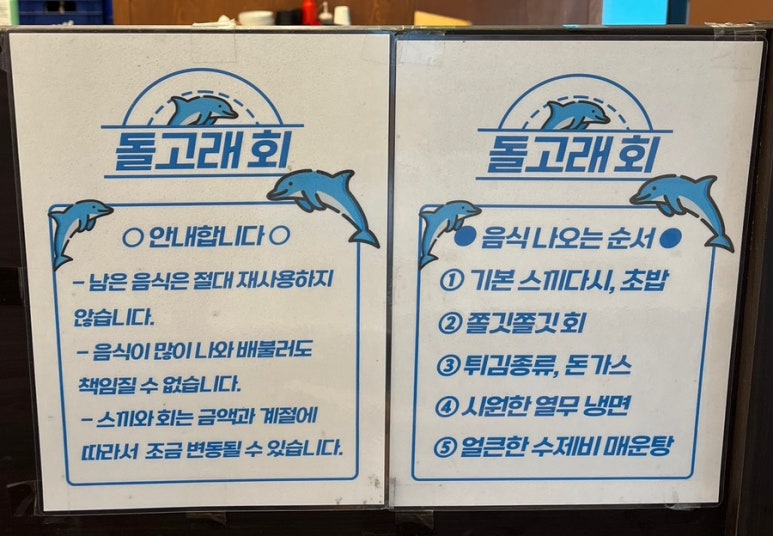 돌고래 회
○ 안내합니다 ○
- 남은 음식은 절대 재사용하지
않습니다.
- 음식이 많이 나와 배불러도
책임질 수 없습니다.
- 스끼와 회는 금액과 계절에
따라서 조금 변동될 수 있습니다.
돌고래 회
● 음식 나오는 순서 ●
① 기본 스끼다시, 초밥
② 쫄깃쫄깃 회
③ 튀김종류, 돈가스
④ 시원한 열무 냉면
⑤ 얼큰한 수제비 매운탕